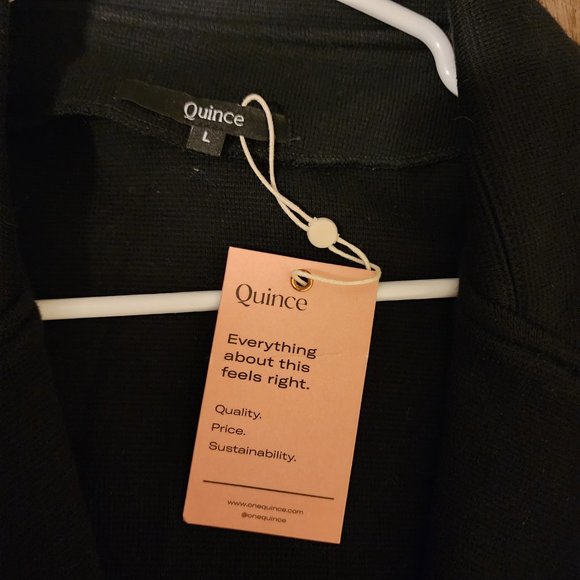 Quince
L
Quince
Everything
about this
feels right.
Quality.
Price.
Sustainability.
www.onequince.com
@onequince